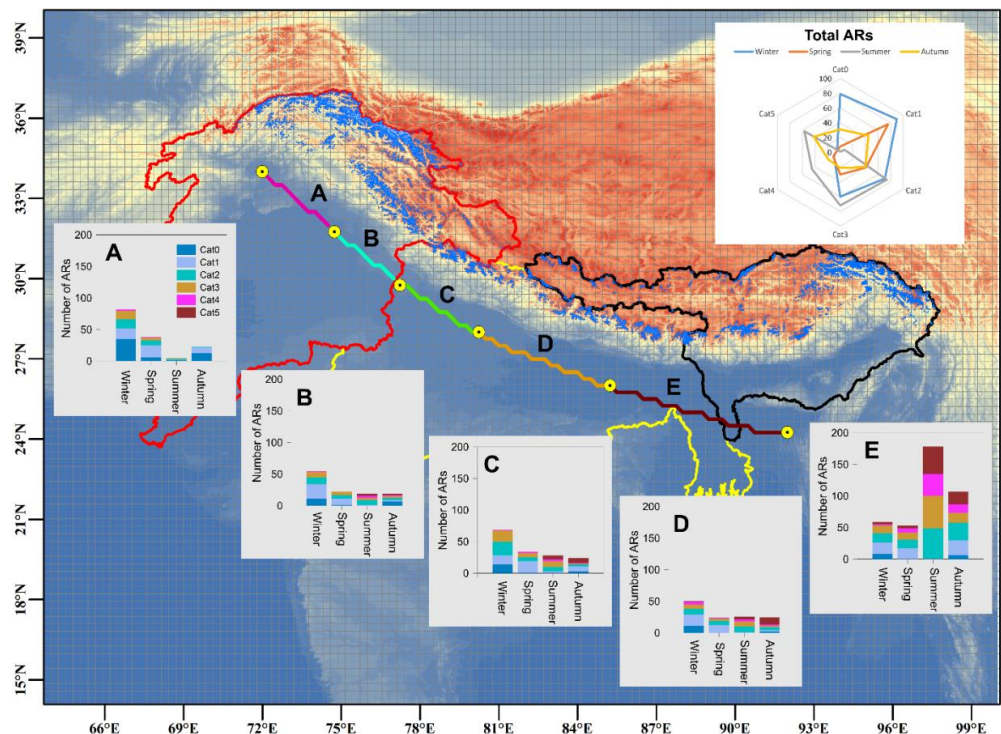 39°N
36°N
33°N
30°N
27°N
24°N
21°N
18°N
15°N
66°E
69°E
72°E
75°E
78°E
81°E
84°E
87°E
90°E
93°E
96°E
99°E
Total ARs
Winter Spring Summer Autumn
Cat0
Cat1
Cat2
Cat3
Cat4
Cat5
100
80
60
40
20
0
A
B
C
D
E
A
Number of ARs
200
150
100
50
0
Cat0
Cat1
Cat2
Cat3
Cat4
Cat5
Winter
Spring
Summer
Autumn
B
Number of ARs
200
150
100
50
0
Winter
Spring
Summer
Autumn
C
Number of ARs
200
150
100
50
0
Winter
Spring
Summer
Autumn
D
Number of ARs
200
150
100
50
0
Winter
Spring
Summer
Autumn
E
Number of ARs
200
150
100
50
0
Winter
Spring
Summer
Autumn